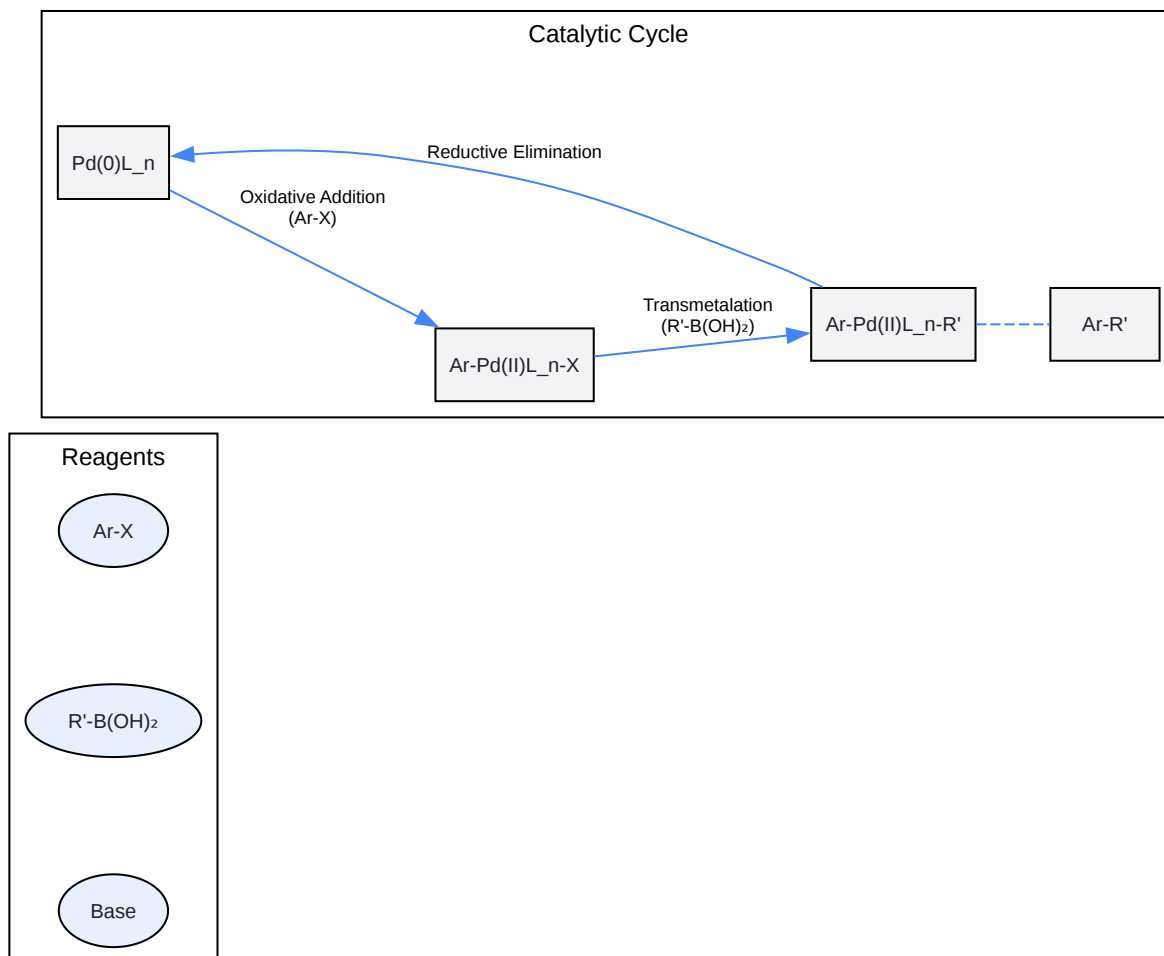 Catalytic Cycle
Pd(0)L_n
Reductive Elimination
Oxidative Addition
(Ar-X)
Transmetalation
(R'-B(OH)₂)
Ar-Pd(II)L_n-R'
Ar-R'
Ar-Pd(II)L_n-X
Reagents
Ar-X
R'-B(OH)₂
Base